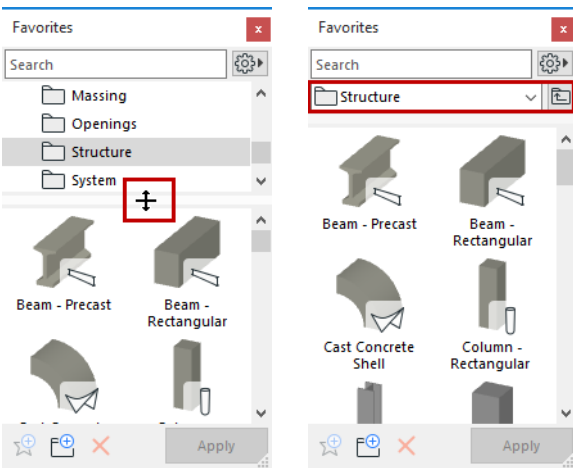 Favorites
Search
Massing
Openings
Structure
System
Beam - Precast
Beam -
Rectangular
Apply
Favorites
Search
Structure
Beam - Precast
Beam -
Rectangular
Cast Concrete
Shell
Column -
Rectangular
Apply